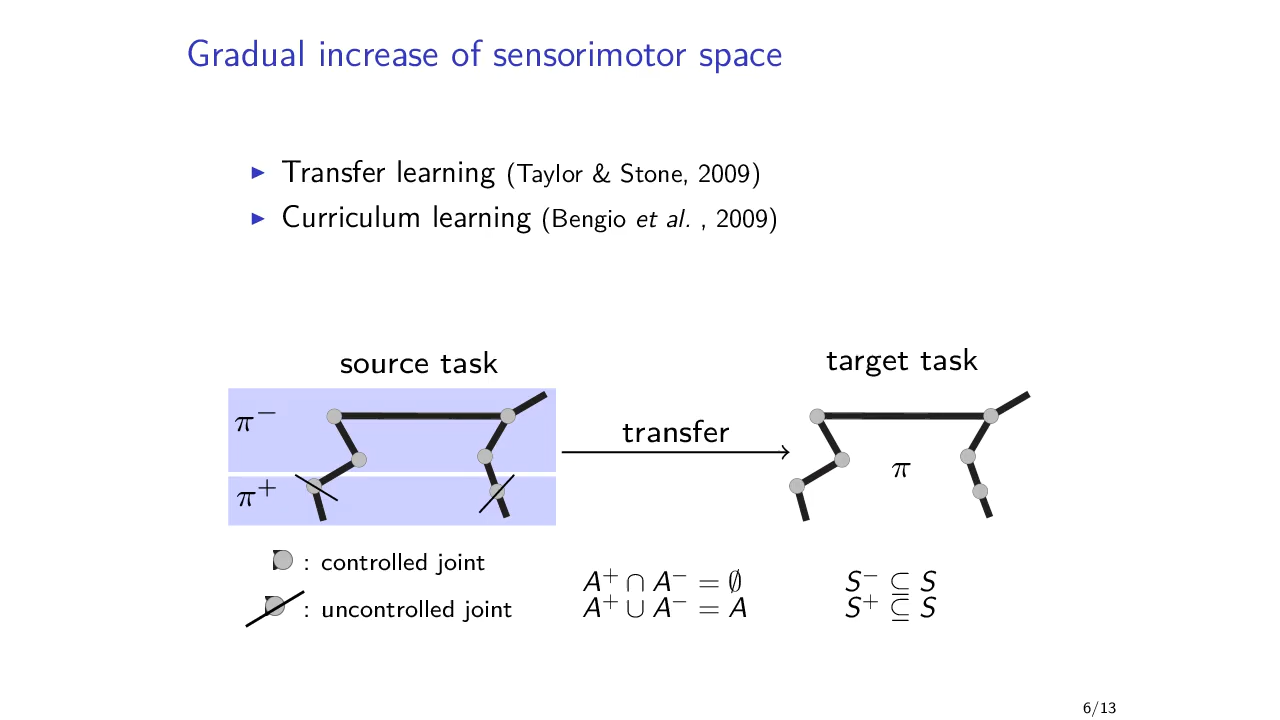 Gradual increase of sensorimotor space
▶ Transfer learning (Taylor & Stone, 2009)
▶ Curriculum learning (Bengio et al. , 2009)
source task
target task
π−
transfer
π
π+
: controlled joint
: uncontrolled joint
A+ ∩ A− = ∅
A+ ∪ A− = A
S− ⊆ S
S+ ⊆ S
6/13